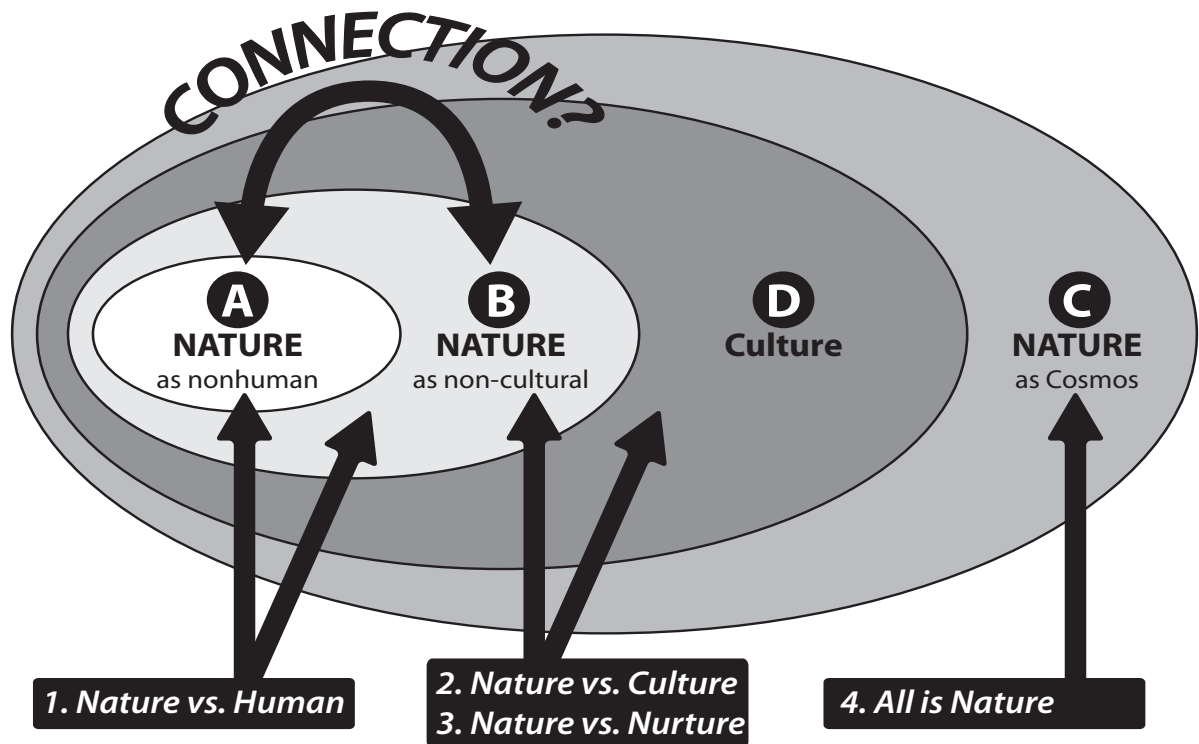 CONNECTION?
A
NATURE
as nonhuman
B
NATURE
as non-cultural
D
Culture
C
NATURE
as Cosmos
1. Nature vs. Human
2. Nature vs. Culture
3. Nature vs. Nurture
4. All is Nature